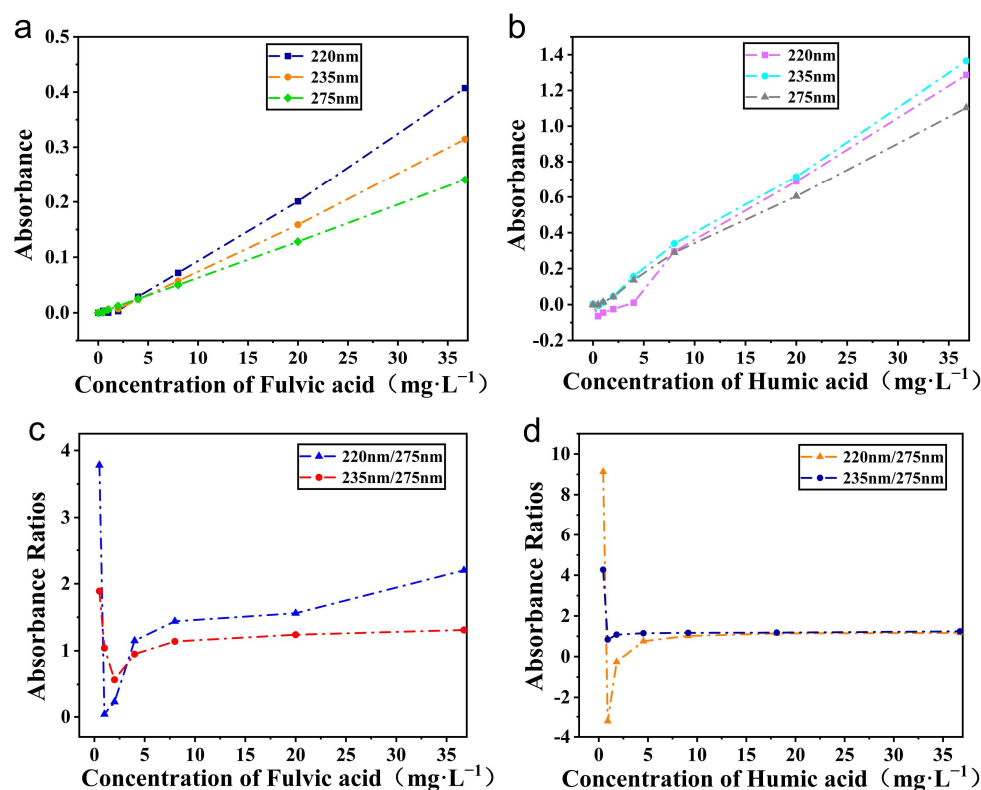 a
220nm
235nm
275nm
0.5
0.4
0.3
0.2
0.1
0.0
Absorbance
0 5 10 15 20 25 30 35
Concentration of Fulvic acid（mg·L−1）
b
220nm
235nm
275nm
1.4
1.2
1.0
0.8
0.6
0.4
0.2
0.0
-0.2
Absorbance
0 5 10 15 20 25 30 35
Concentration of Humic acid（mg·L−1）
c
220nm/275nm
235nm/275nm
4
3
2
1
0
Absorbance Ratios
0 5 10 15 20 25 30 35
Concentration of Fulvic acid（mg·L−1）
d
220nm/275nm
235nm/275nm
10
8
6
4
2
0
-2
-4
Absorbance Ratios
0 5 10 15 20 25 30 35
Concentration of Humic acid（mg·L−1）